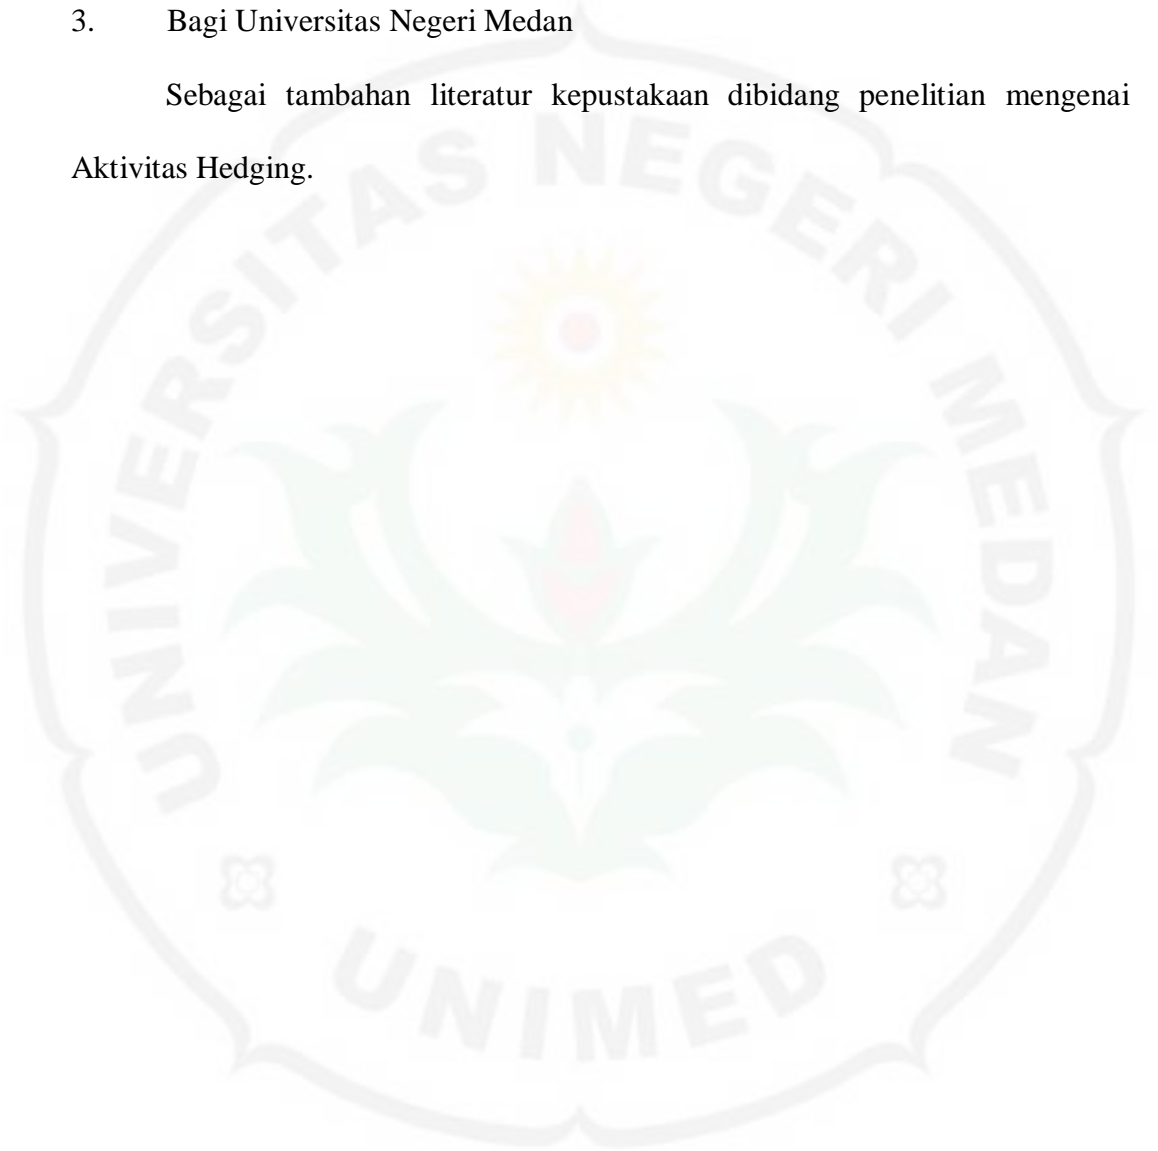 3. Bagi Universitas Negeri Medan
Sebagai tambahan literatur kepustakaan dibidang penelitian mengenai
Aktivitas Hedging.
UNIVERSITAS NEGERI MEDAN
UNIMED